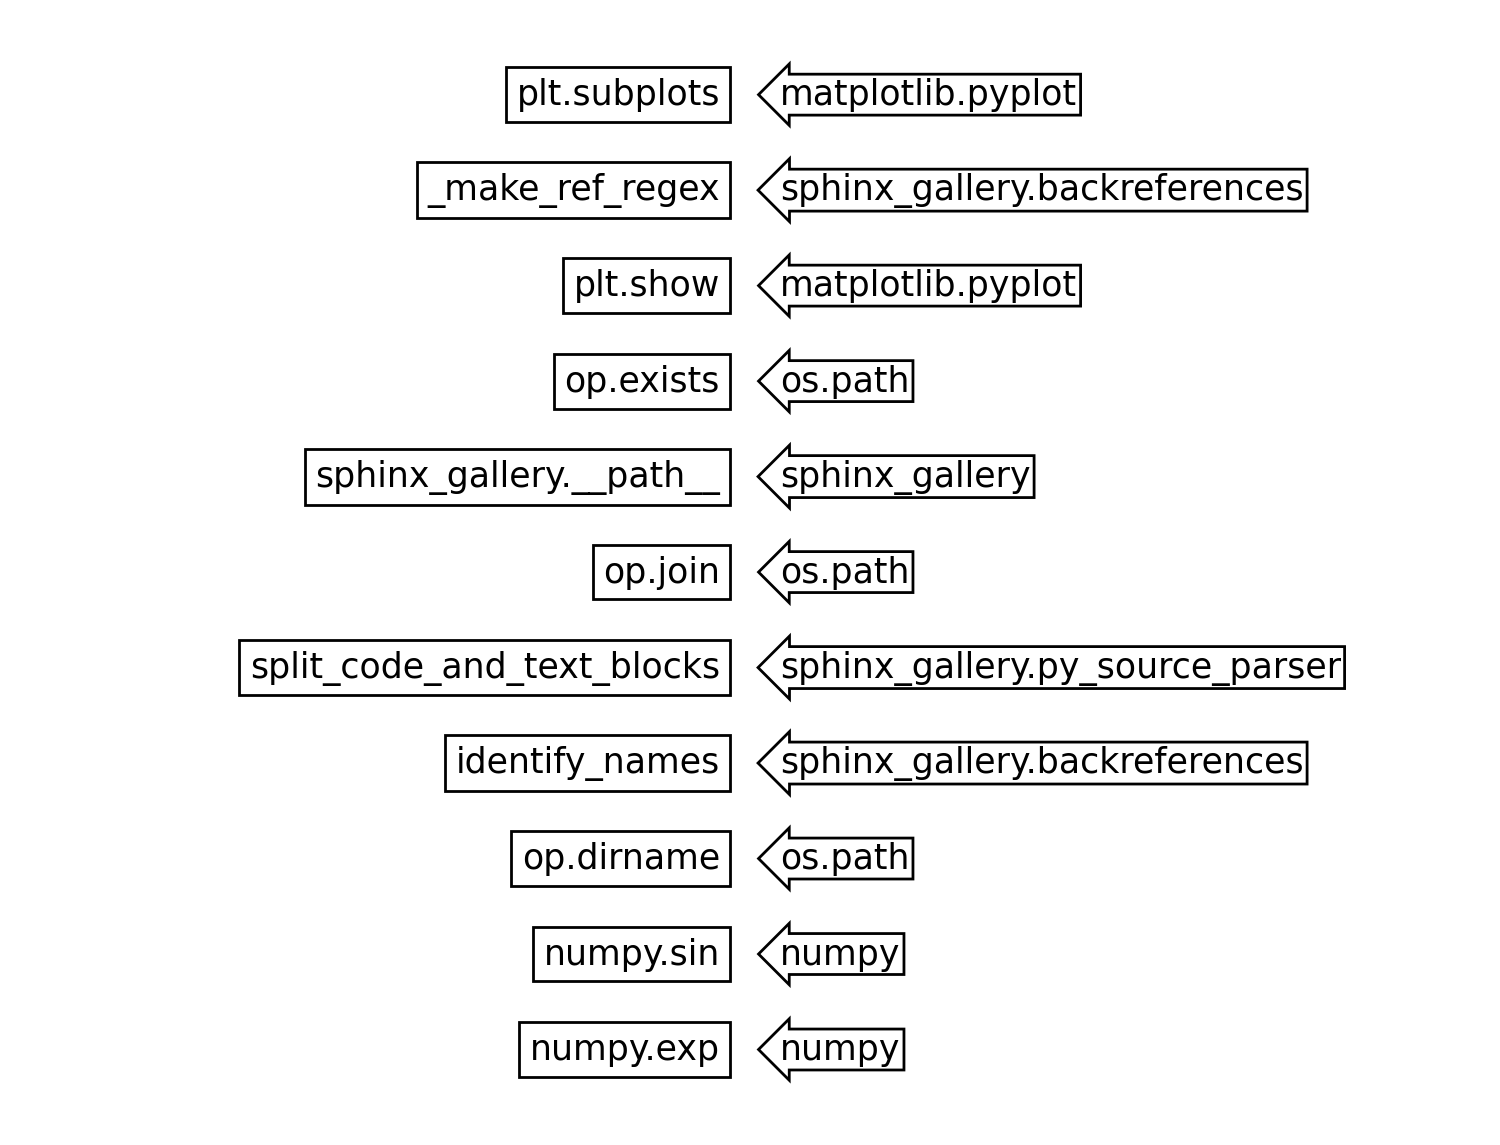 plt.subplots matplotlib.pyplot
_make_ref_regex sphinx_gallery.backreferences
plt.show matplotlib.pyplot
op.exists os.path
sphinx_gallery.__path__ sphinx_gallery
op.join os.path
split_code_and_text_blocks sphinx_gallery.py_source_parser
identify_names sphinx_gallery.backreferences
op.dirname os.path
numpy.sin numpy
numpy.exp numpy